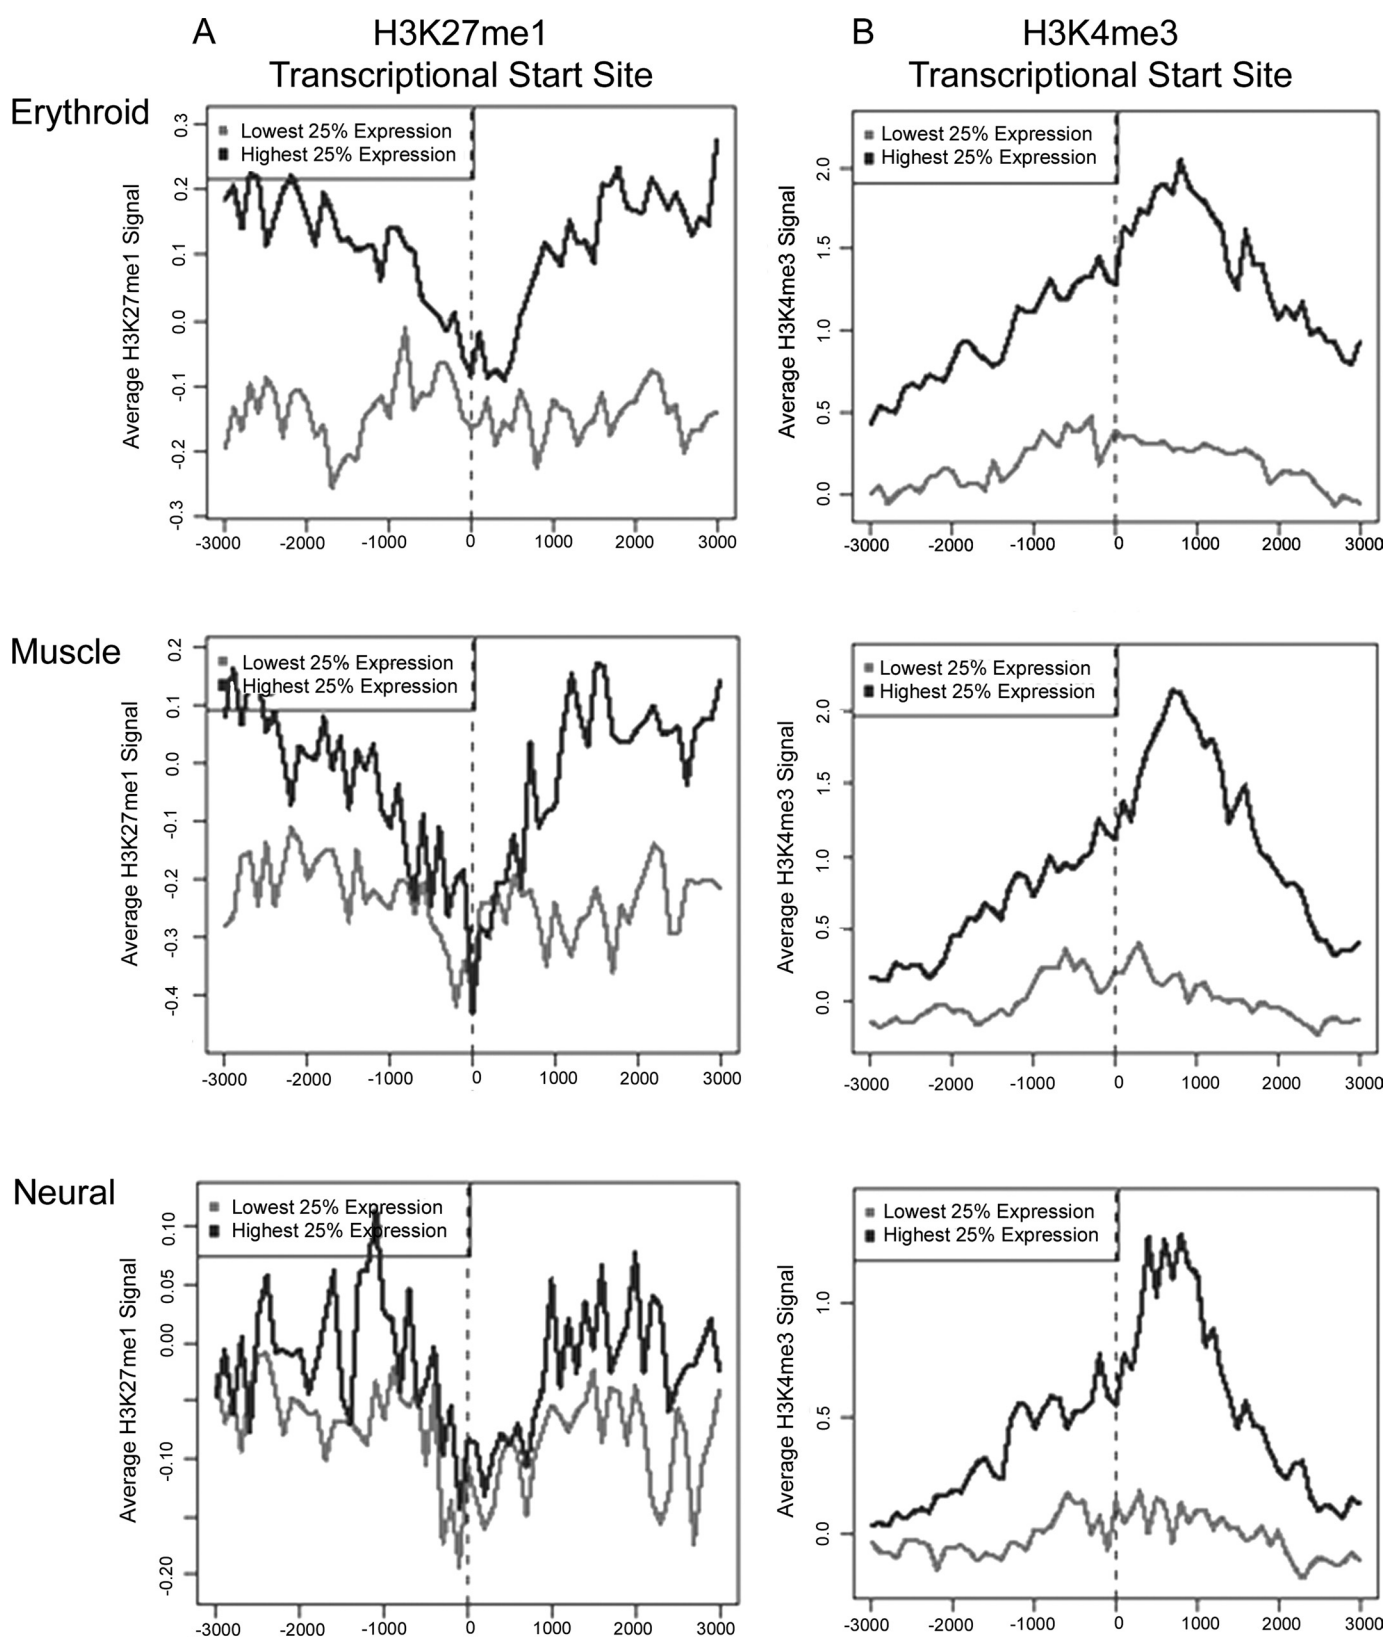 A
H3K27me1
Transcriptional Start Site
B
H3K4me3
Transcriptional Start Site
Erythroid
Lowest 25% Expression
Highest 25% Expression
Average H3K27me1 Signal
0.3
0.2
0.1
0.0
-0.1
-0.2
-0.3
-3000 -2000 -1000 0 1000 2000 3000
Lowest 25% Expression
Highest 25% Expression
Average H3K4me3 Signal
2.0
1.5
1.0
0.5
0.0
-3000 -2000 -1000 0 1000 2000 3000
Muscle
Lowest 25% Expression
Highest 25% Expression
Average H3K27me1 Signal
0.2
0.1
0.0
-0.1
-0.2
-0.3
-0.4
-3000 -2000 -1000 0 1000 2000 3000
Lowest 25% Expression
Highest 25% Expression
Average H3K4me3 Signal
2.0
1.5
1.0
0.5
0.0
-3000 -2000 -1000 0 1000 2000 3000
Neural
Lowest 25% Expression
Highest 25% Expression
Average H3K27me1 Signal
0.10
0.05
0.00
-0.10
-0.20
-3000 -2000 -1000 0 1000 2000 3000
Lowest 25% Expression
Highest 25% Expression
Average H3K4me3 Signal
1.0
0.5
0.0
-3000 -2000 -1000 0 1000 2000 3000